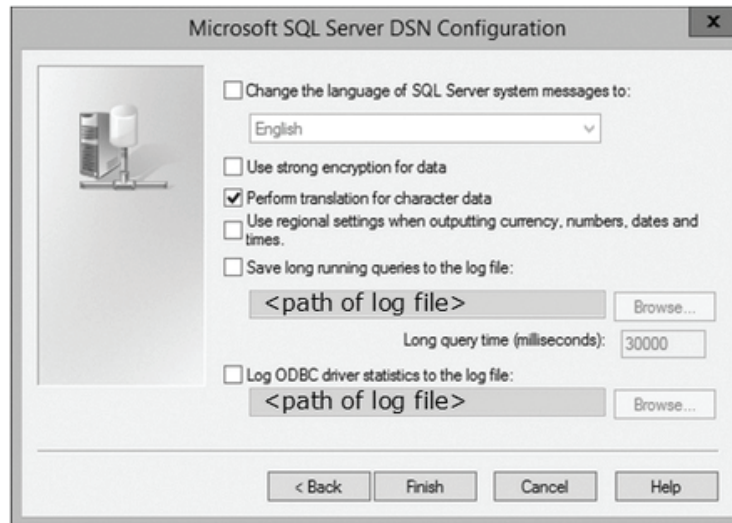 Microsoft SQL Server DSN Configuration
x
Change the language of SQL Server system messages to:
English
Use strong encryption for data
Perform translation for character data
Use regional settings when outputting currency, numbers, dates and
times.
Save long running queries to the log file:
<path of log file>
Browse...
Long query time (milliseconds):
30000
Log ODBC driver statistics to the log file:
<path of log file>
Browse...
< Back
Finish
Cancel
Help